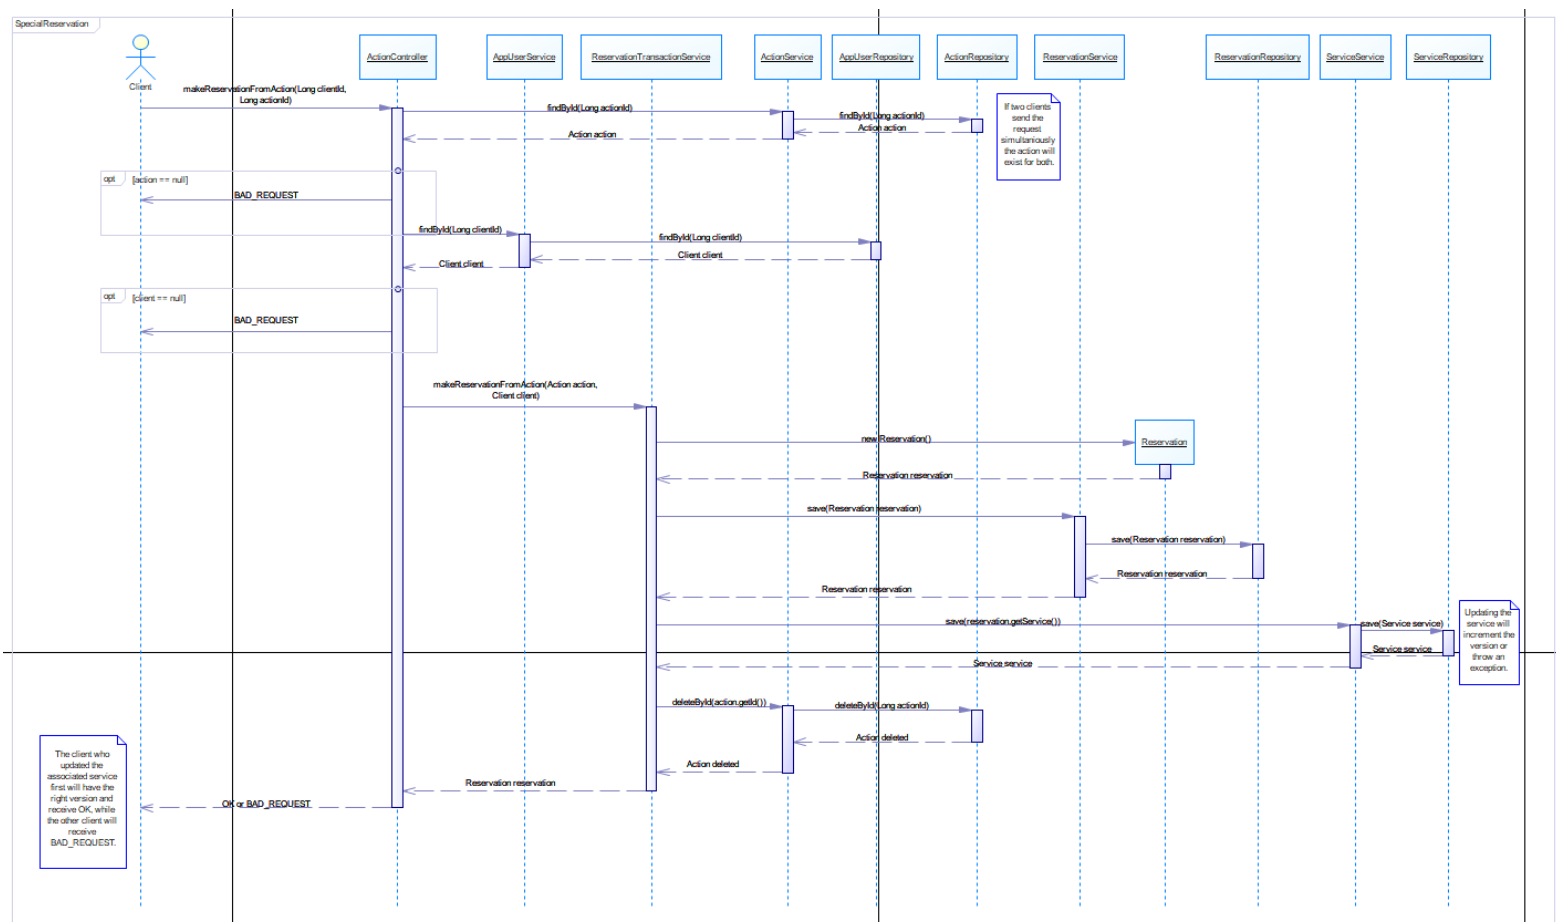 SpecialReservation
Client
ActionController
AppUserService
ReservationTransactionService
ActionService
AppUserRepository
ActionRepository
ReservationService
ReservationRepository
ServiceService
ServiceRepository
makeReservationFromAction(Long clientId,
Long actionId)
findById(Long actionId)
findById(Long actionId)
Action action
Action action
If two clients
send the
request
simultaniously
the action will
exist for both.
opt
[action == null]
BAD_REQUEST
findById(Long clientId)
findById(Long clientId)
Client client
Client client
opt
[client == null]
BAD_REQUEST
makeReservationFromAction(Action action,
Client client)
new Reservation()
Reservation
Reservation reservation
save(Reservation reservation)
save(Reservation reservation)
Reservation reservation
Reservation reservation
save(reservation.getService())
save(Service service)
Service service
Service service
Updating the
service will
increment the
version or
throw an
exception.
deleteById(action.getId())
deleteById(Long actionId)
Action deleted
Action deleted
Reservation reservation
OK or BAD_REQUEST
The client who
updated the
associated service
first will have the
right version and
receive OK, while
the other client will
receive
BAD_REQUEST.